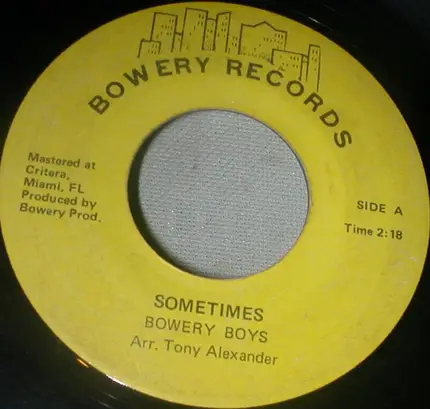 BOWERY RECORDS
Mastered at
Critera,
Miami, FL
Produced by
Bowery Prod.
SIDE A
Time 2:18
SOMETIMES
BOWERY BOYS
Arr. Tony Alexander